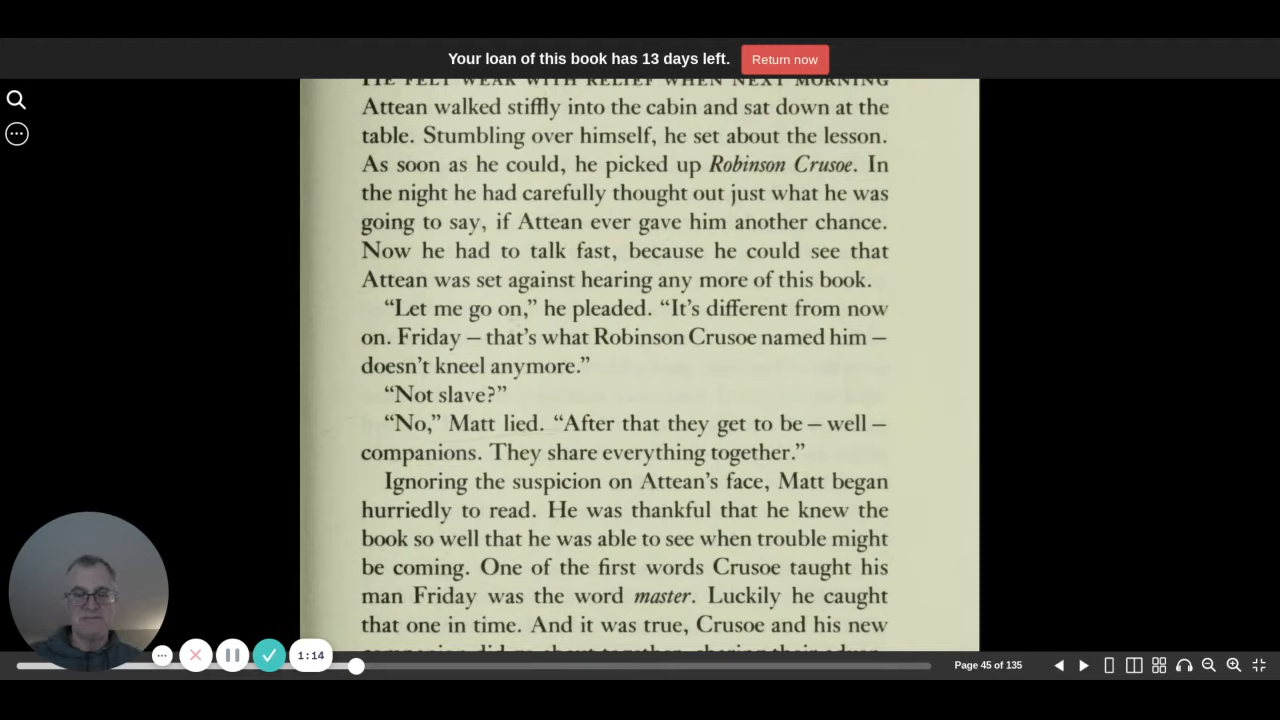 Your loan of this book has 13 days left. Return now
HE FELT WEAK WITH RELIEF WHEN NEXT MORNING
Attean walked stiffly into the cabin and sat down at the
table. Stumbling over himself, he set about the lesson.
As soon as he could, he picked up Robinson Crusoe. In
the night he had carefully thought out just what he was
going to say, if Attean ever gave him another chance.
Now he had to talk fast, because he could see that
Attean was set against hearing any more of this book.
“Let me go on,” he pleaded. “It’s different from now
on. Friday – that’s what Robinson Crusoe named him –
doesn’t kneel anymore.”
“Not slave?”
“No,” Matt lied. “After that they get to be – well –
companions. They share everything together.”
Ignoring the suspicion on Attean’s face, Matt began
hurriedly to read. He was thankful that he knew the
book so well that he was able to see when trouble might
be coming. One of the first words Crusoe taught his
man Friday was the word master. Luckily he caught
that one in time. And it was true, Crusoe and his new
1:14
Page 45 of 135